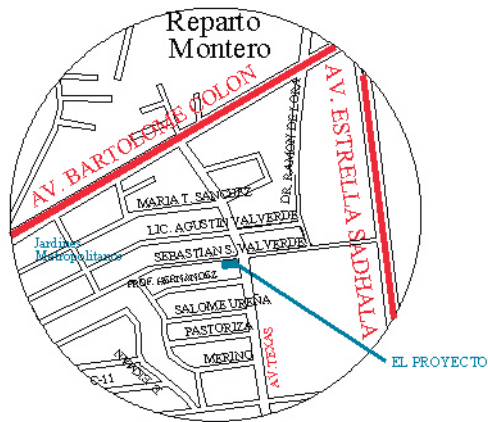 Reparto
Montero
AV. BARTOLOME COLON
AV. ESTRELLA SADHALA
DR. RAMON DE LORA
MARIA T. SANCHEZ
LIC. AGUSTIN VALVERDE
Jardines
Metropolitanos
SEBASTIAN S. VALVERDE
PROF. HERNANDEZ
SALOME UREÑA
PASTORIZA
MERINO
AV. TEXAS
C-11
EL PROYECTO